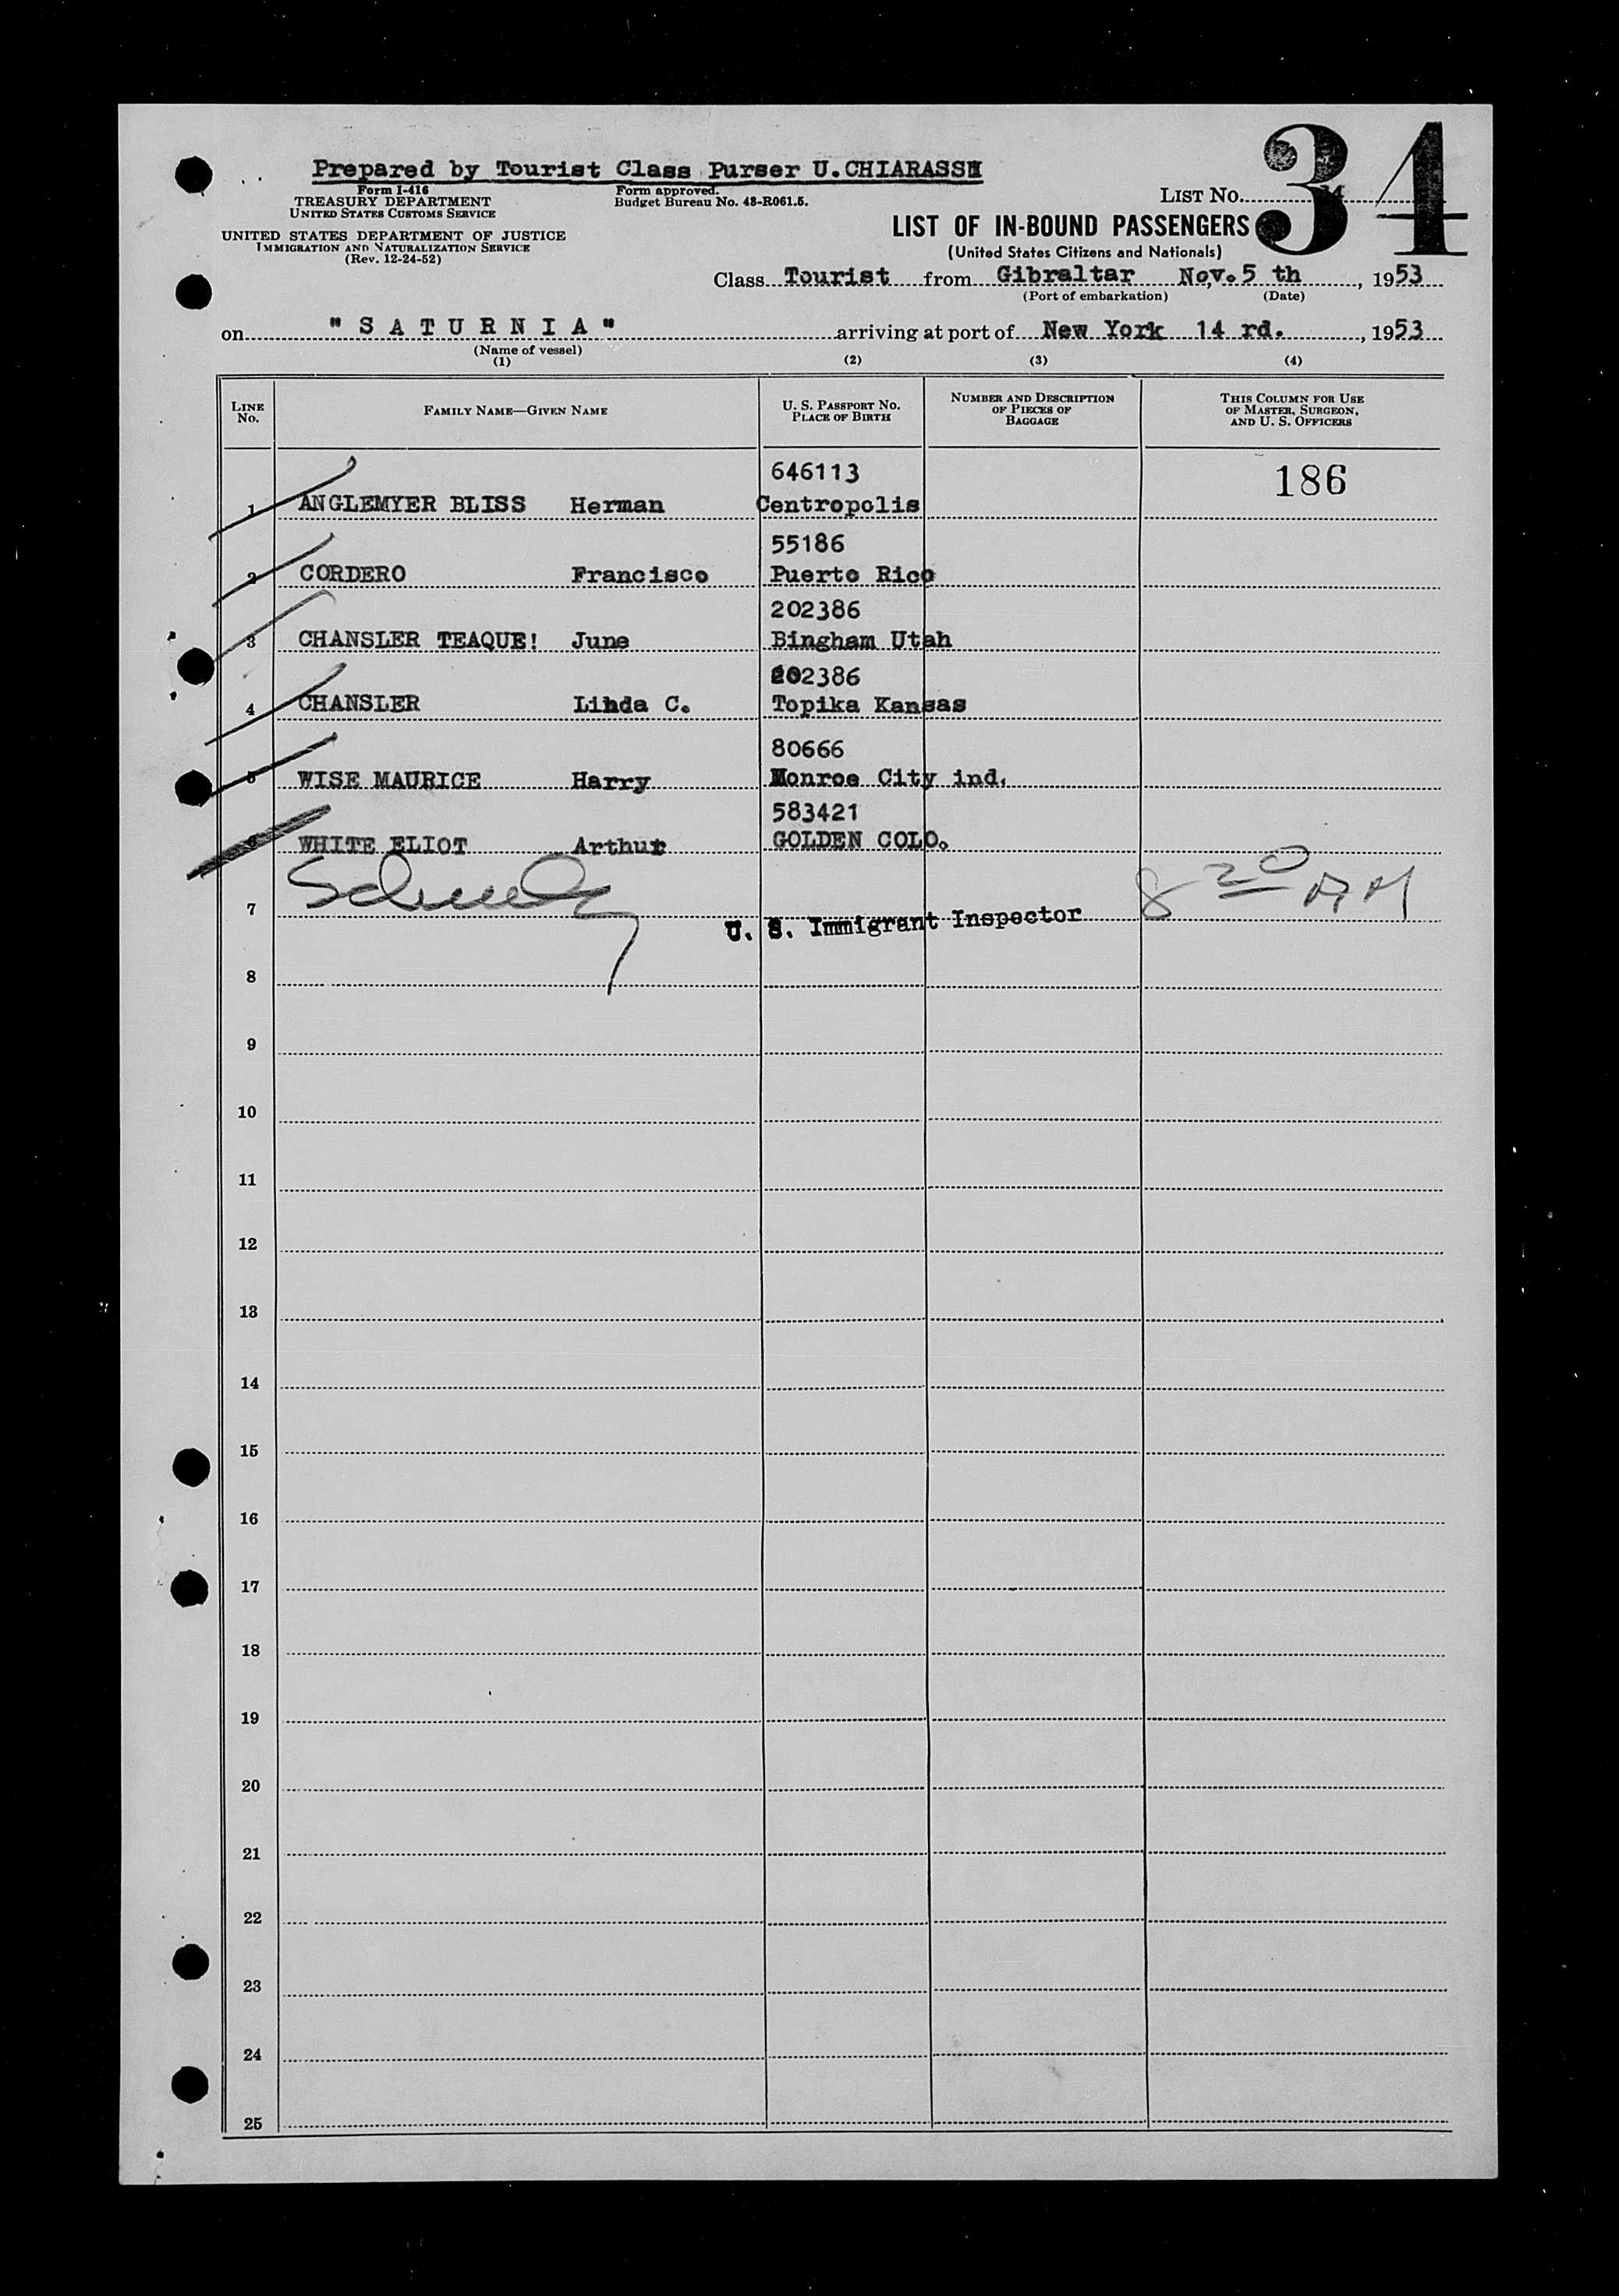 Prepared by Tourist Class Purser U.CHIARASSI
Form I-416
TREASURY DEPARTMENT
UNITED STATES CUSTOMS SERVICE
Form approved.
Budget Bureau No. 43-R061.5.
UNITED STATES DEPARTMENT OF JUSTICE
IMMIGRATION AND NATURALIZATION SERVICE
(Rev. 12-24-52)
LIST No. 34
34
LIST OF IN-BOUND PASSENGERS
(United States Citizens and Nationals)
Class Tourist from Gibraltar Nov. 5 th, 1953
(Port of embarkation) (Date)
on "SATURNIA" arriving at port of New York 14 rd., 1953
(Name of vessel)
(1) (2) (3) (4)
LINE No. FAMILY NAME—GIVEN NAME U. S. PASSPORT NO. PLACE OF BIRTH NUMBER AND DESCRIPTION OF PIECES OF BAGGAGE THIS COLUMN FOR USE OF MASTER, SURGEON, AND U. S. OFFICERS
646113 186
1 ANGLEMYER BLISS Herman Centropolis
55186
2 CORDERO Francisco Puerto Rico
202386
3 CHANSLER TEAQUE! June Bingham Utah
202386
4 CHANSLER Linda C. Topika Kansas
80666
5 WISE MAURICE Harry Monroe City ind.
583421
6 WHITE ELIOT Arthur GOLDEN COLO.
7 8 20 AM
U. S. Immigrant Inspector
8
9
10
11
12
13
14
15
16
17
18
19
20
21
22
23
24
25